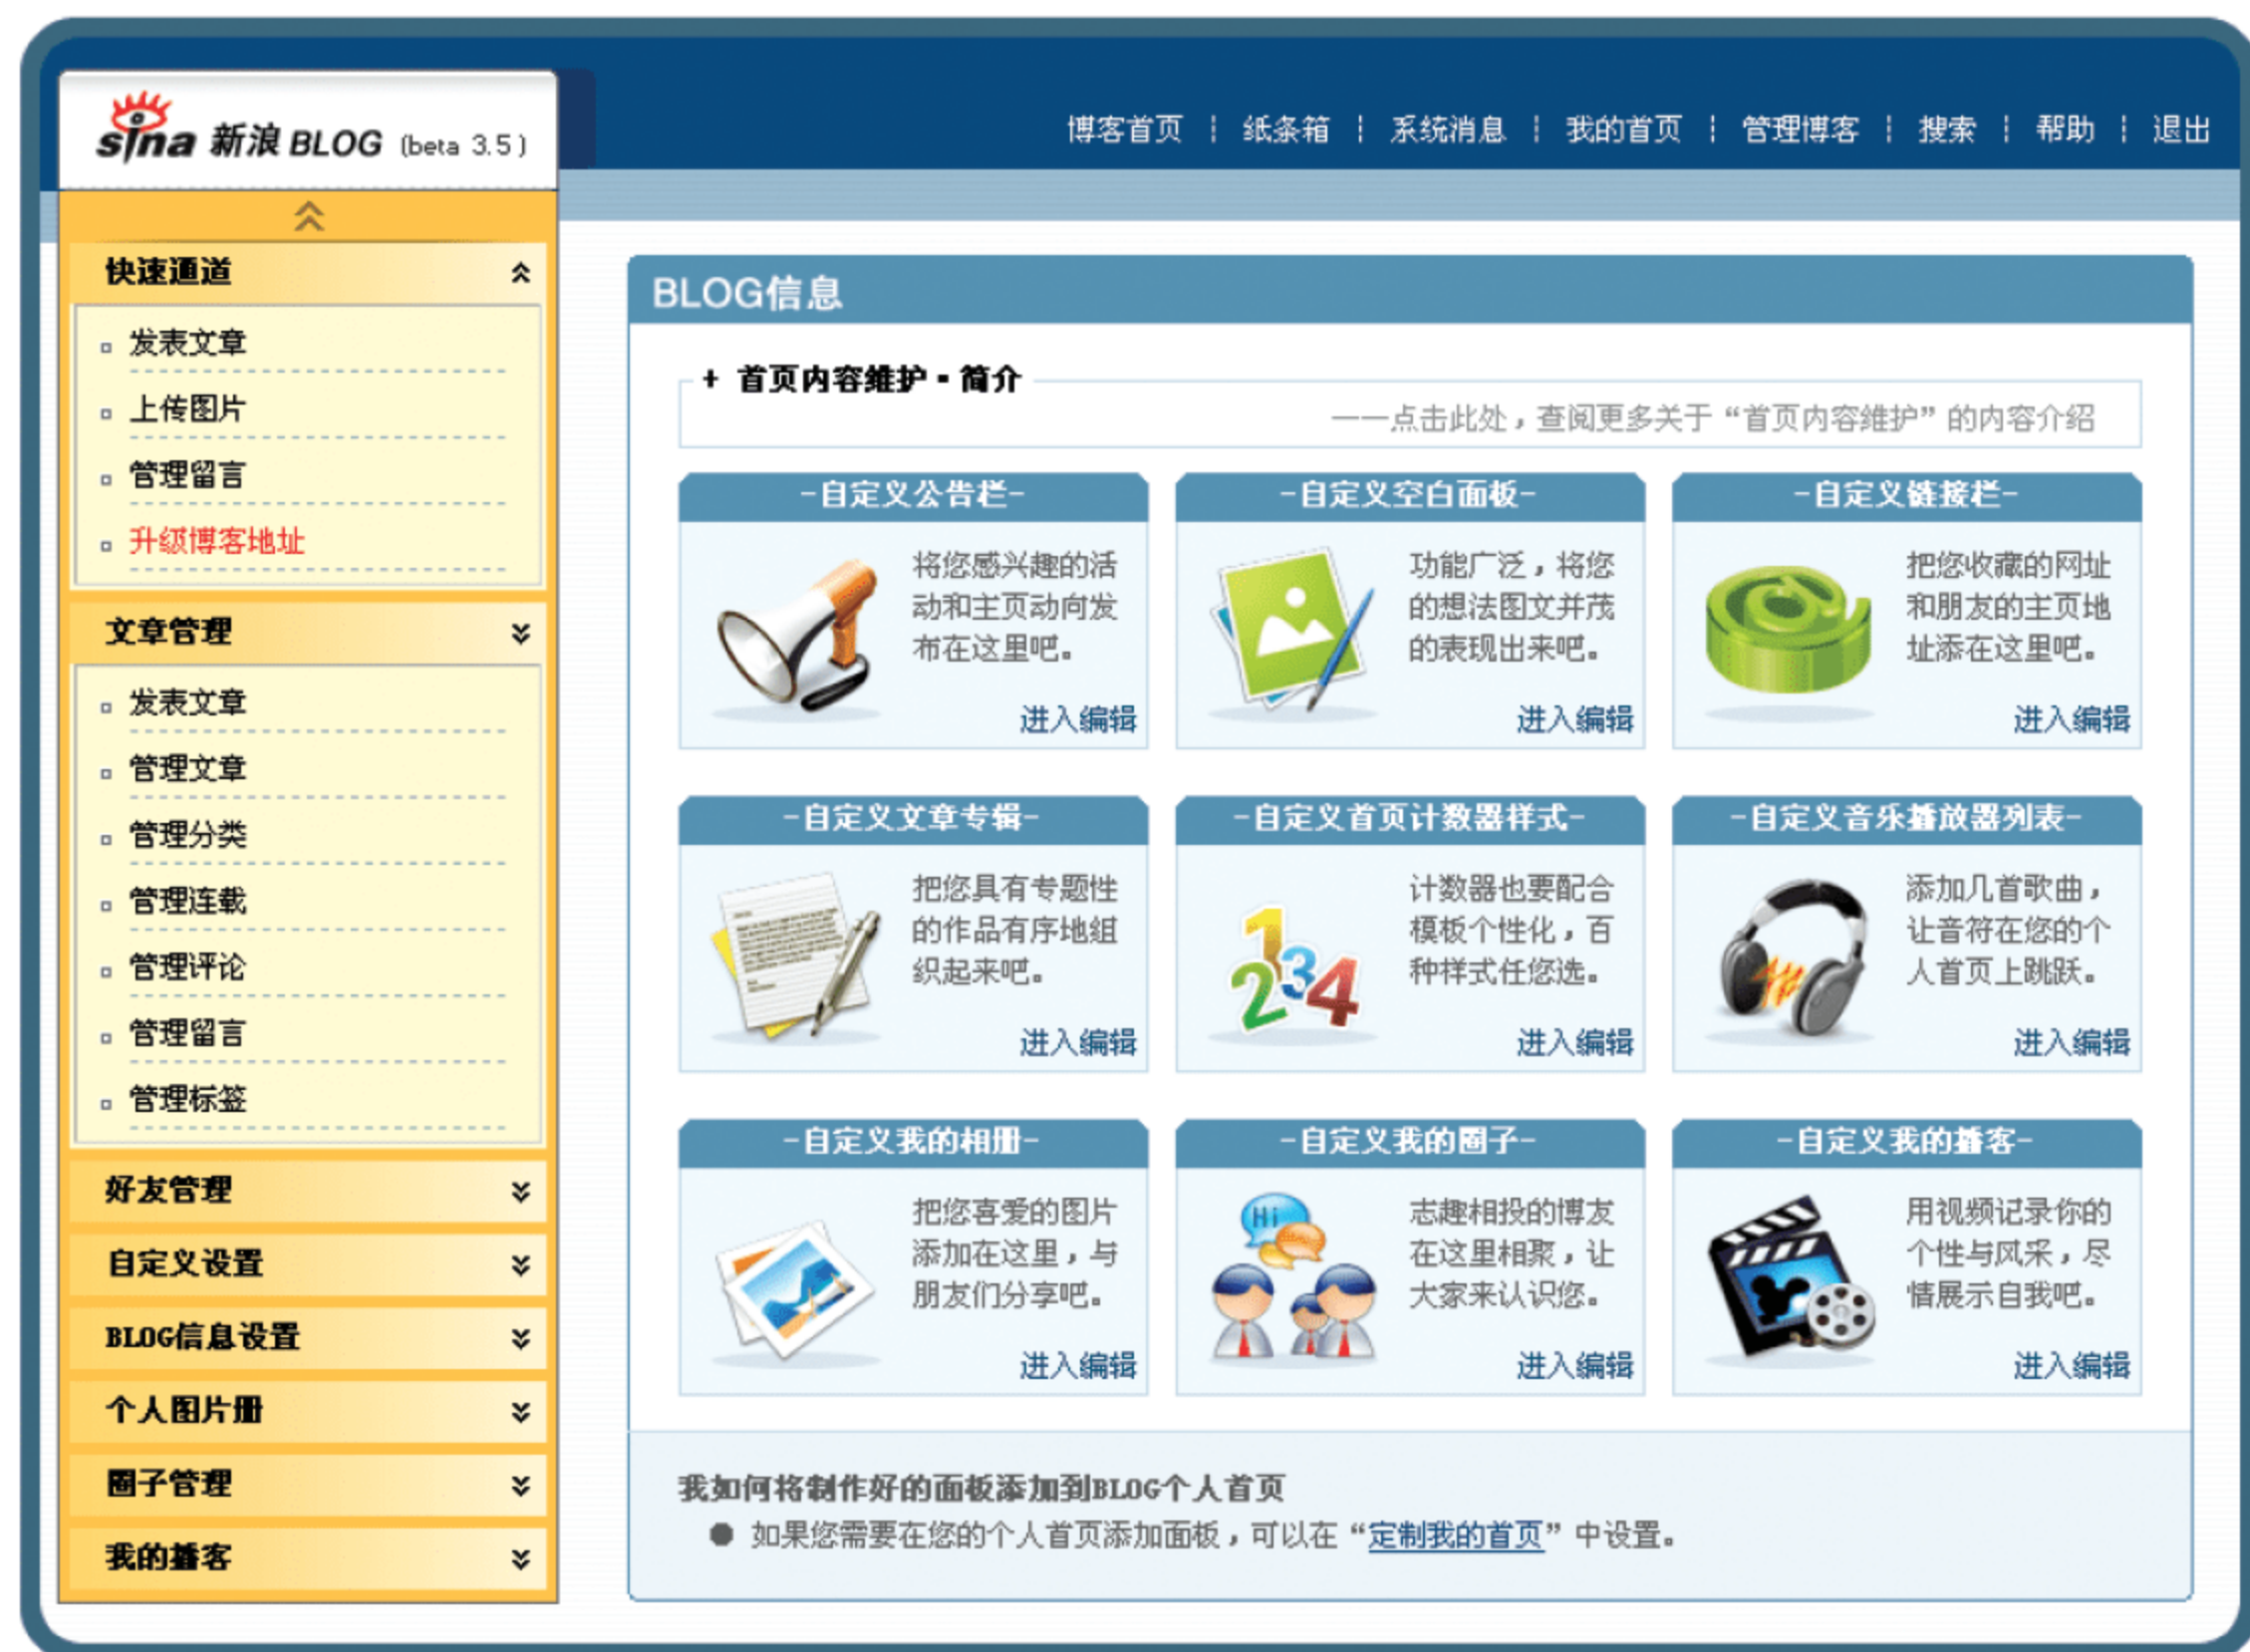 sina 新浪 BLOG (beta 3.5)
博客首页 ¦ 纸条箱 ¦ 系统消息 ¦ 我的首页 ¦ 管理博客 ¦ 搜索 ¦ 帮助 ¦ 退出
快速通道
发表文章
上传图片
管理留言
升级博客地址
文章管理
发表文章
管理文章
管理分类
管理连载
管理评论
管理留言
管理标签
好友管理
自定义设置
BLOG信息设置
个人图片册
圈子管理
我的播客
BLOG信息
+ 首页内容维护▪简介
——点击此处，查阅更多关于“首页内容维护”的内容介绍
-自定义公告栏-
将您感兴趣的活
动和主页动向发
布在这里吧。
进入编辑
-自定义空白面板-
功能广泛，将您
的想法图文并茂
的表现出来吧。
进入编辑
-自定义链接栏-
把您收藏的网址
和朋友的主页地
址添在这里吧。
进入编辑
-自定义文章专辑-
把您具有专题性
的作品有序地组
织起来吧。
进入编辑
-自定义首页计数器样式-
1
234
计数器也要配合
模板个性化，百
种样式任您选。
进入编辑
-自定义音乐播放器列表-
添加几首歌曲，
让音符在您的个
人首页上跳跃。
进入编辑
-自定义我的相册-
把您喜爱的图片
添加在这里，与
朋友们分享吧。
进入编辑
-自定义我的圈子-
Hi
志趣相投的博友
在这里相聚，让
大家来认识您。
进入编辑
-自定义我的播客-
用视频记录你的
个性与风采，尽
情展示自我吧。
进入编辑
我如何将制作好的面板添加到BLOG个人首页
● 如果您需要在您的个人首页添加面板，可以在“定制我的首页”中设置。